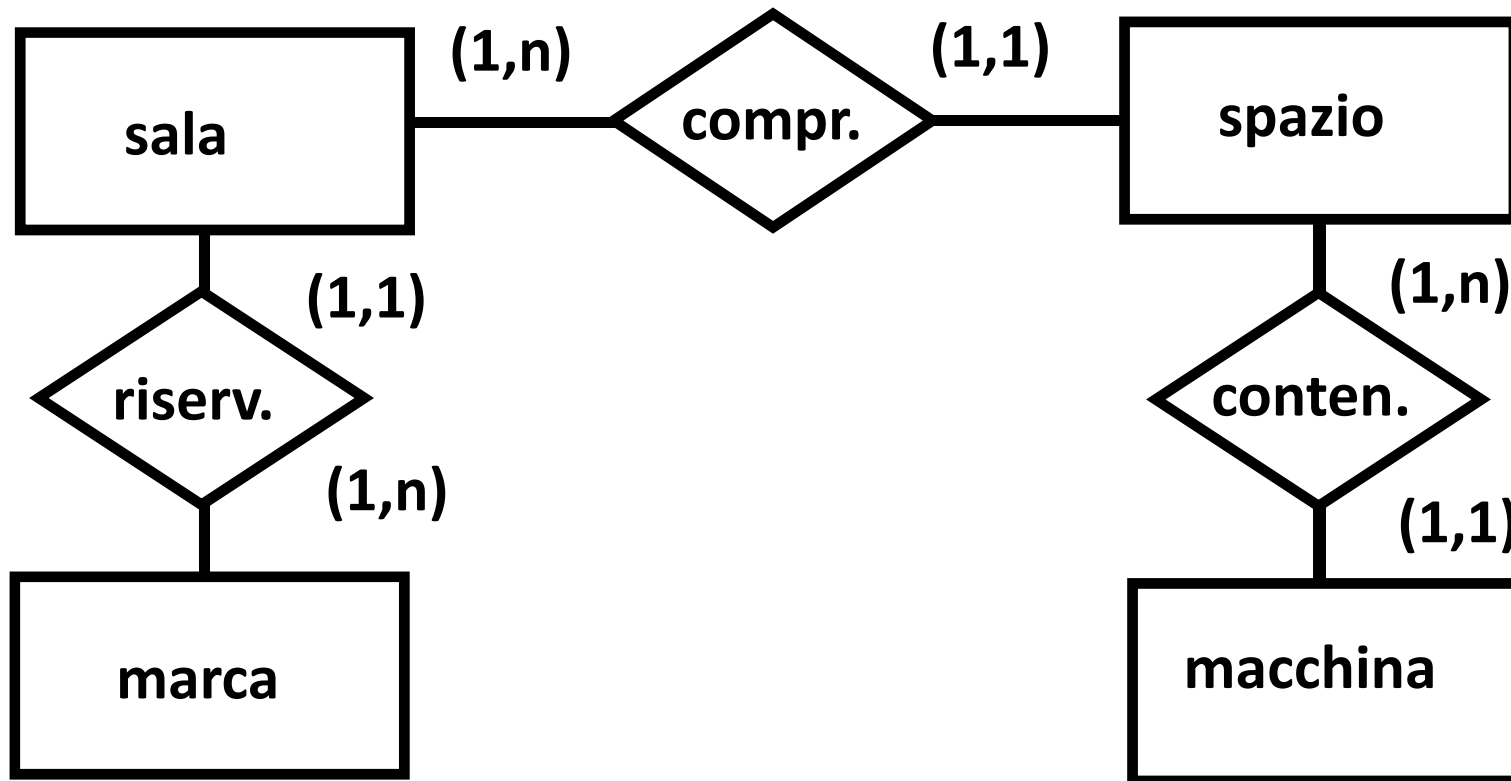 (1,n)
(1,1)
sala
compr.
spazio
(1,1)
(1,n)
riserv.
conten.
(1,n)
(1,1)
marca
macchina